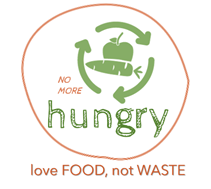 NO
MORE
hungry
love FOOD, not WASTE